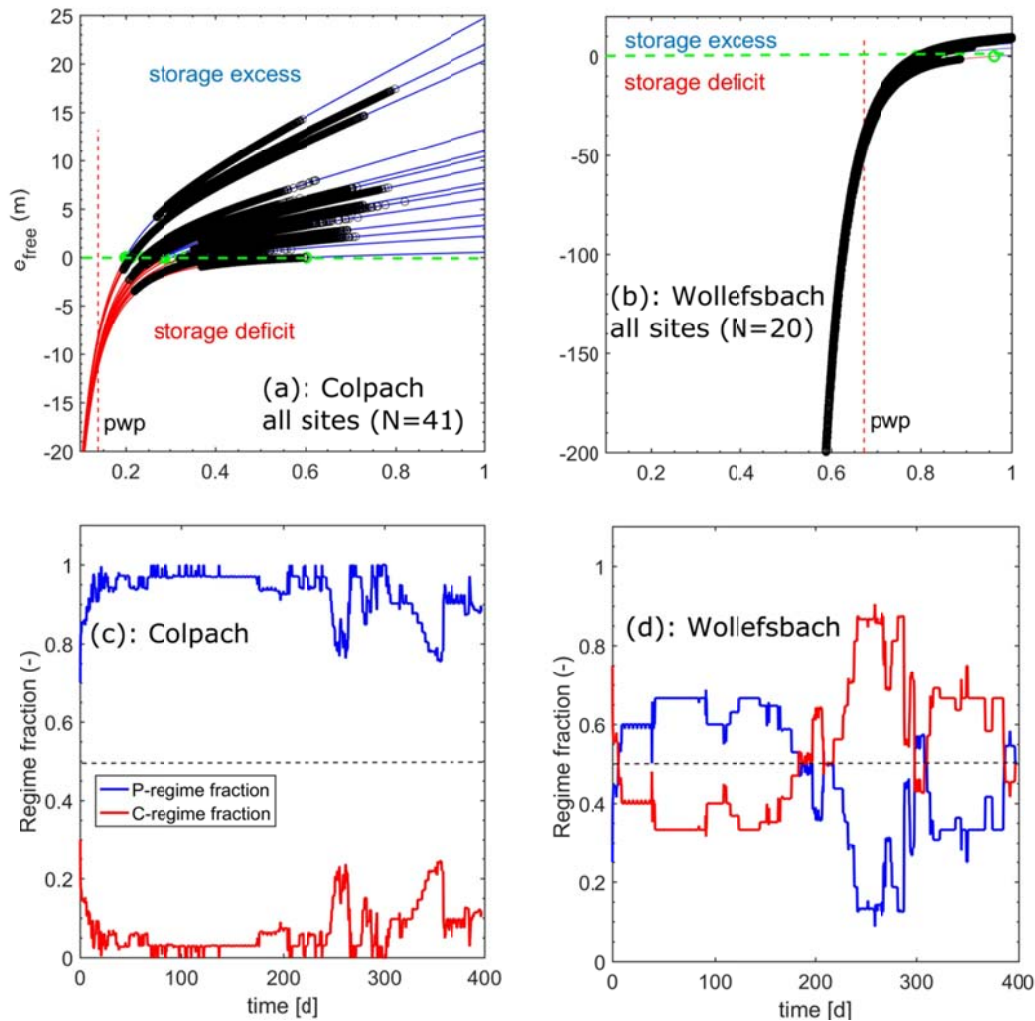 25
20
15
10
5
0
-5
-10
-15
-20
e_free (m)
storage excess
storage deficit
(a): Colpach
all sites (N=41)
pwp
0.2
0.4
0.6
0.8
1
0
-50
-100
-150
-200
storage excess
storage deficit
(b): Wollefsbach
all sites (N=20)
pwp
0.2
0.4
0.6
0.8
1
1
0.8
0.6
0.4
0.2
0
Regime fraction (-)
(c): Colpach
P-regime fraction
C-regime fraction
0
100
200
300
400
time [d]
1
0.8
0.6
0.4
0.2
0
Regime fraction (-)
(d): Wollefsbach
0
100
200
300
400
time [d]